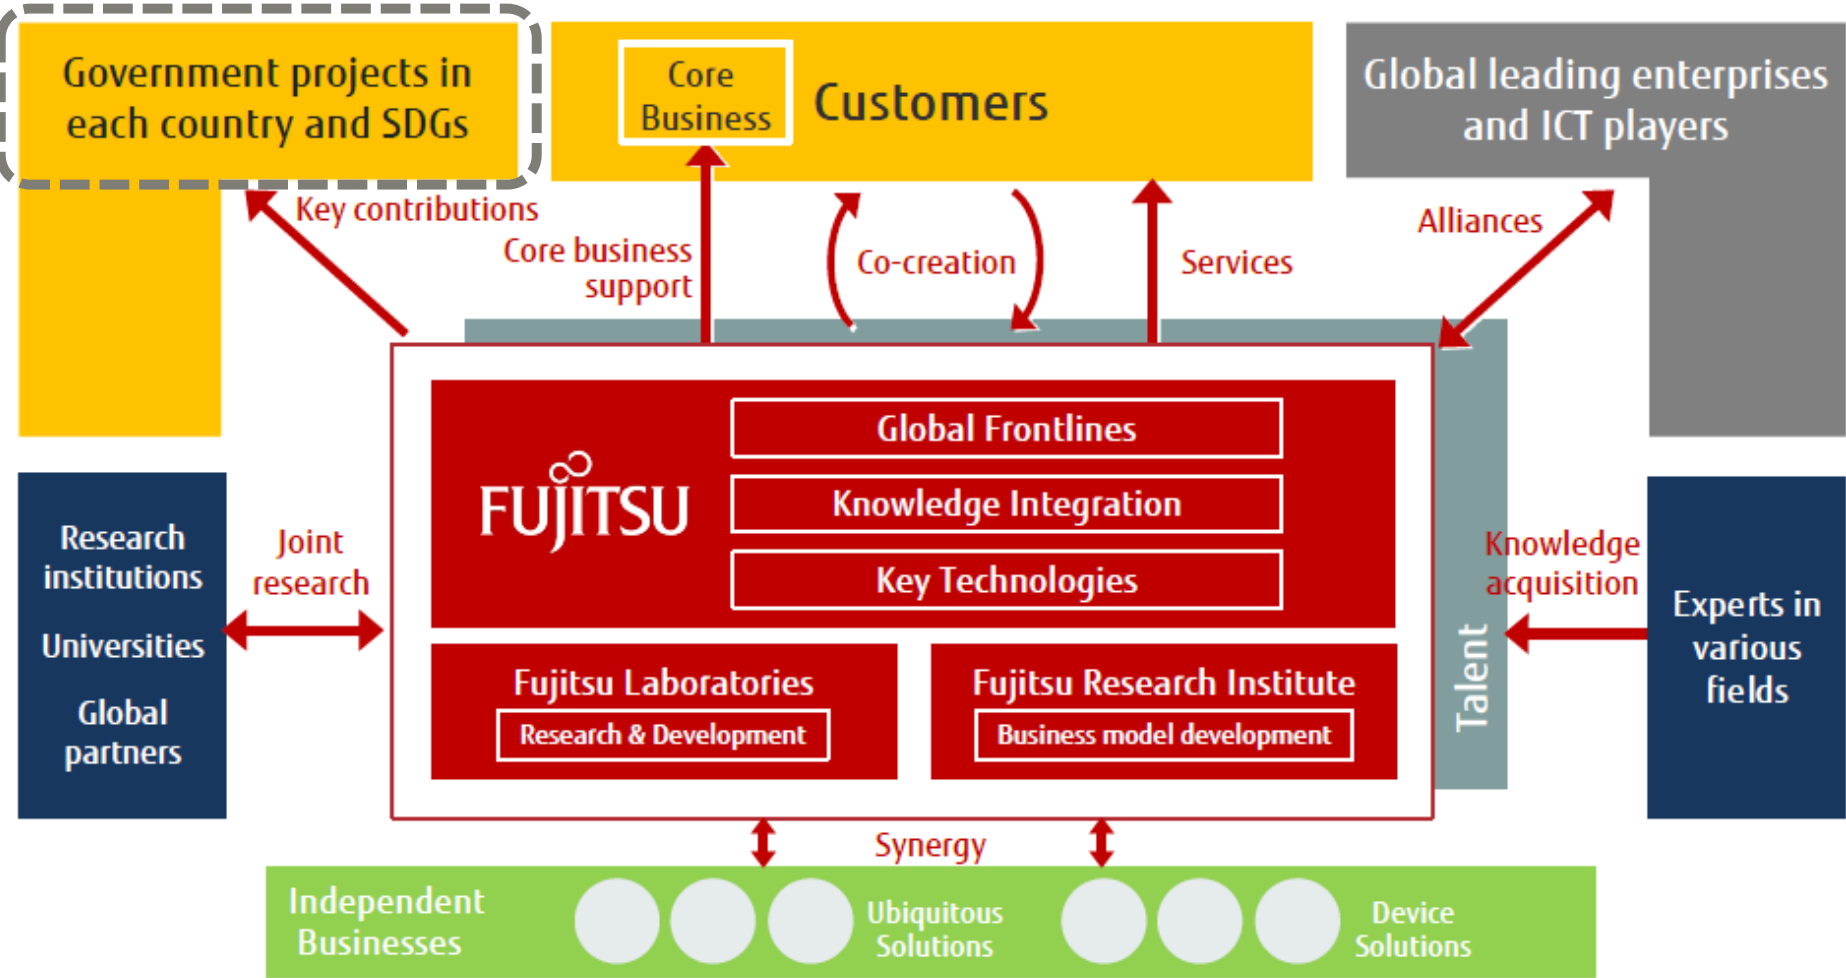 Government projects in
each country and SDGs
Core
Business
Customers
Global leading enterprises
and ICT players
Key contributions
Core business
support
Co-creation
Services
Alliances
FUJITSU
Global Frontlines
Knowledge Integration
Key Technologies
Research
institutions
Universities
Global
partners
Joint
research
Knowledge
acquisition
Experts in
various
fields
Talent
Fujitsu Laboratories
Research & Development
Fujitsu Research Institute
Business model development
Synergy
Independent
Businesses
Ubiquitous
Solutions
Device
Solutions